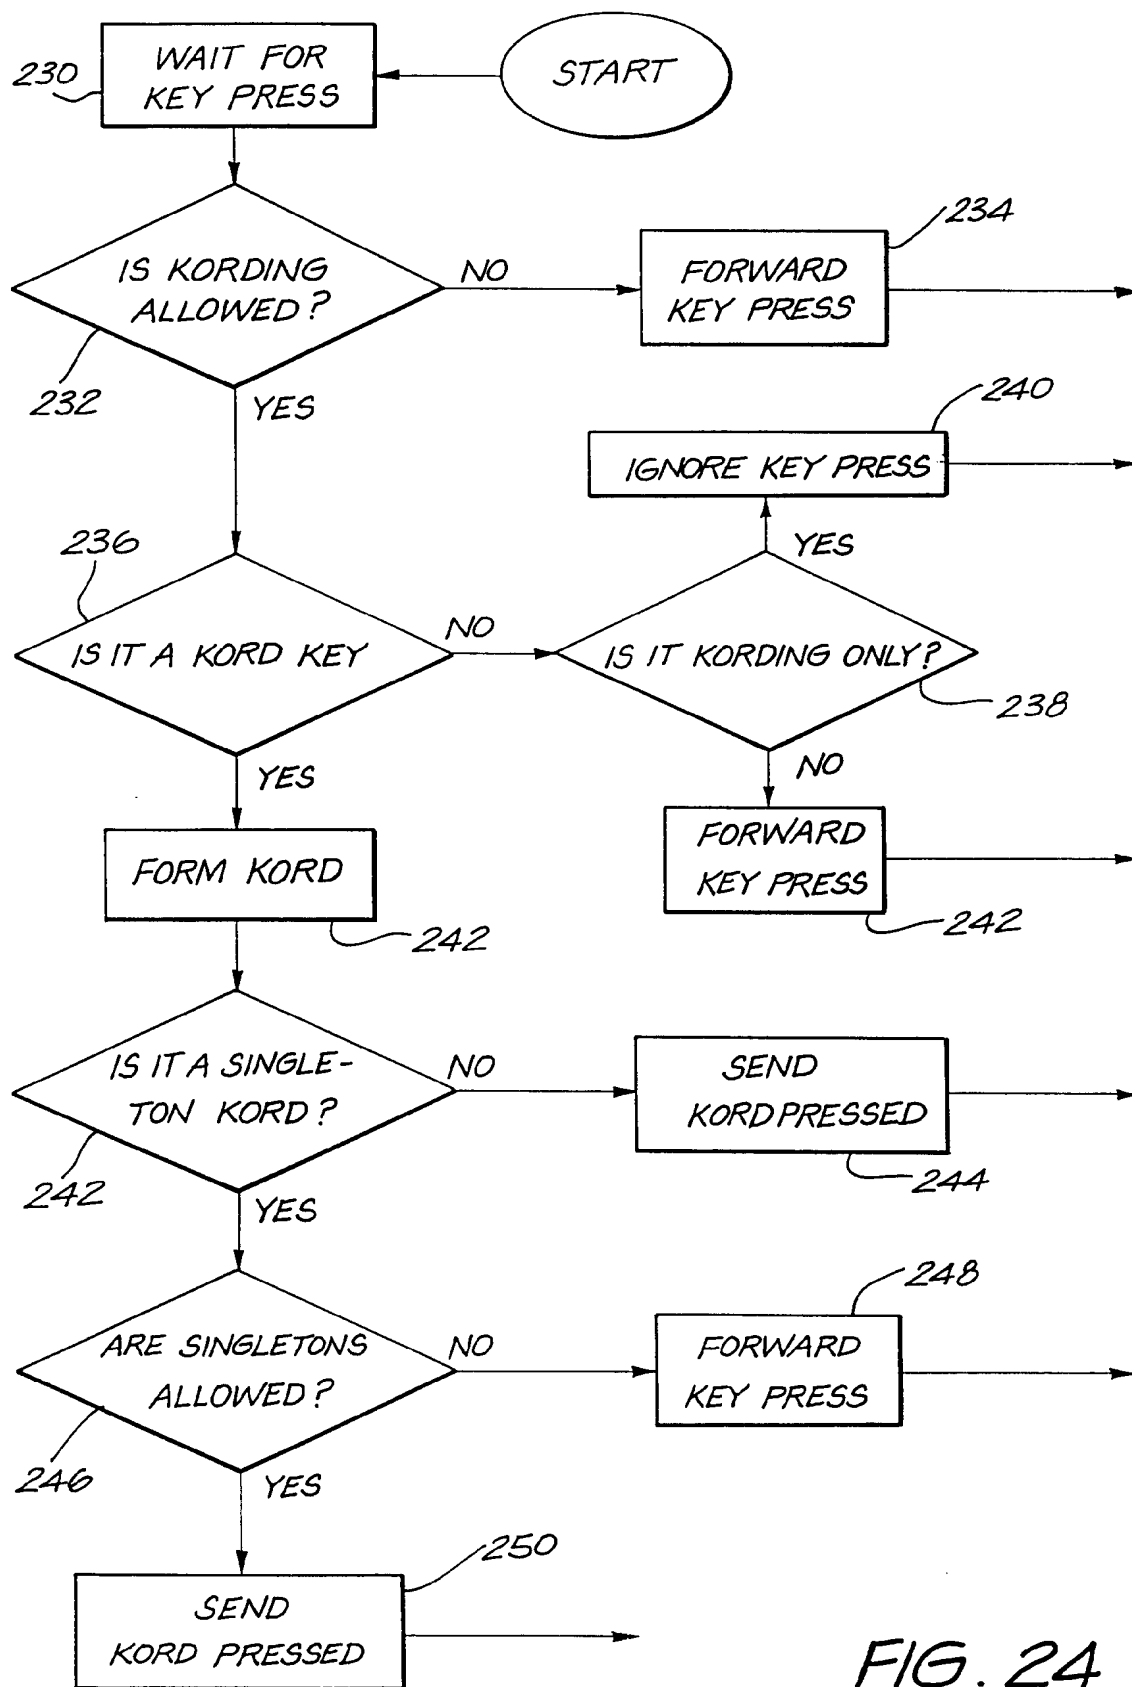 WAIT FOR
KEY PRESS
230
START
IS KORDING
ALLOWED?
232
NO
FORWARD
KEY PRESS
234
YES
240
IGNORE KEY PRESS
YES
236
IS IT A KORD KEY
NO
IS IT KORDING ONLY?
238
YES
NO
FORM KORD
242
FORWARD
KEY PRESS
242
IS IT A SINGLE-
TON KORD?
242
NO
SEND
KORD PRESSED
244
YES
248
ARE SINGLETONS
ALLOWED?
246
NO
FORWARD
KEY PRESS
YES
250
SEND
KORD PRESSED
FIG. 24